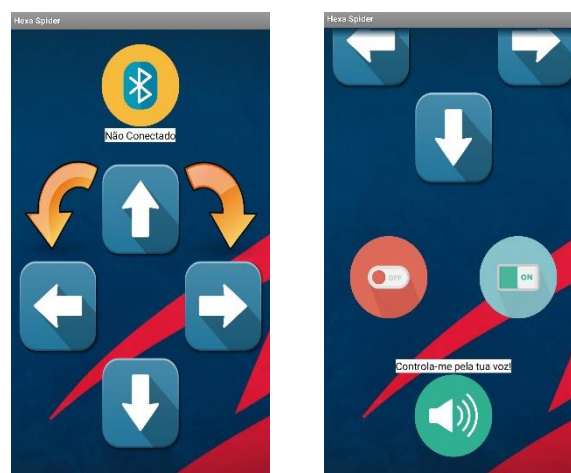 Hexa Spider
Não Conectado
Hexa Spider
OFF
ON
Controla-me pela tua voz!